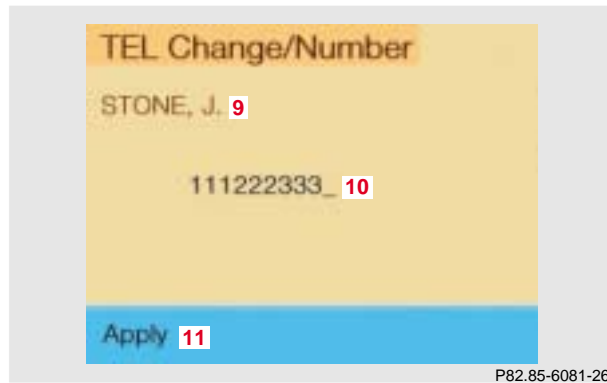 TEL Change/Number
STONE, J. 9
111222333_ 10
Apply 11
P82.85-6081-26